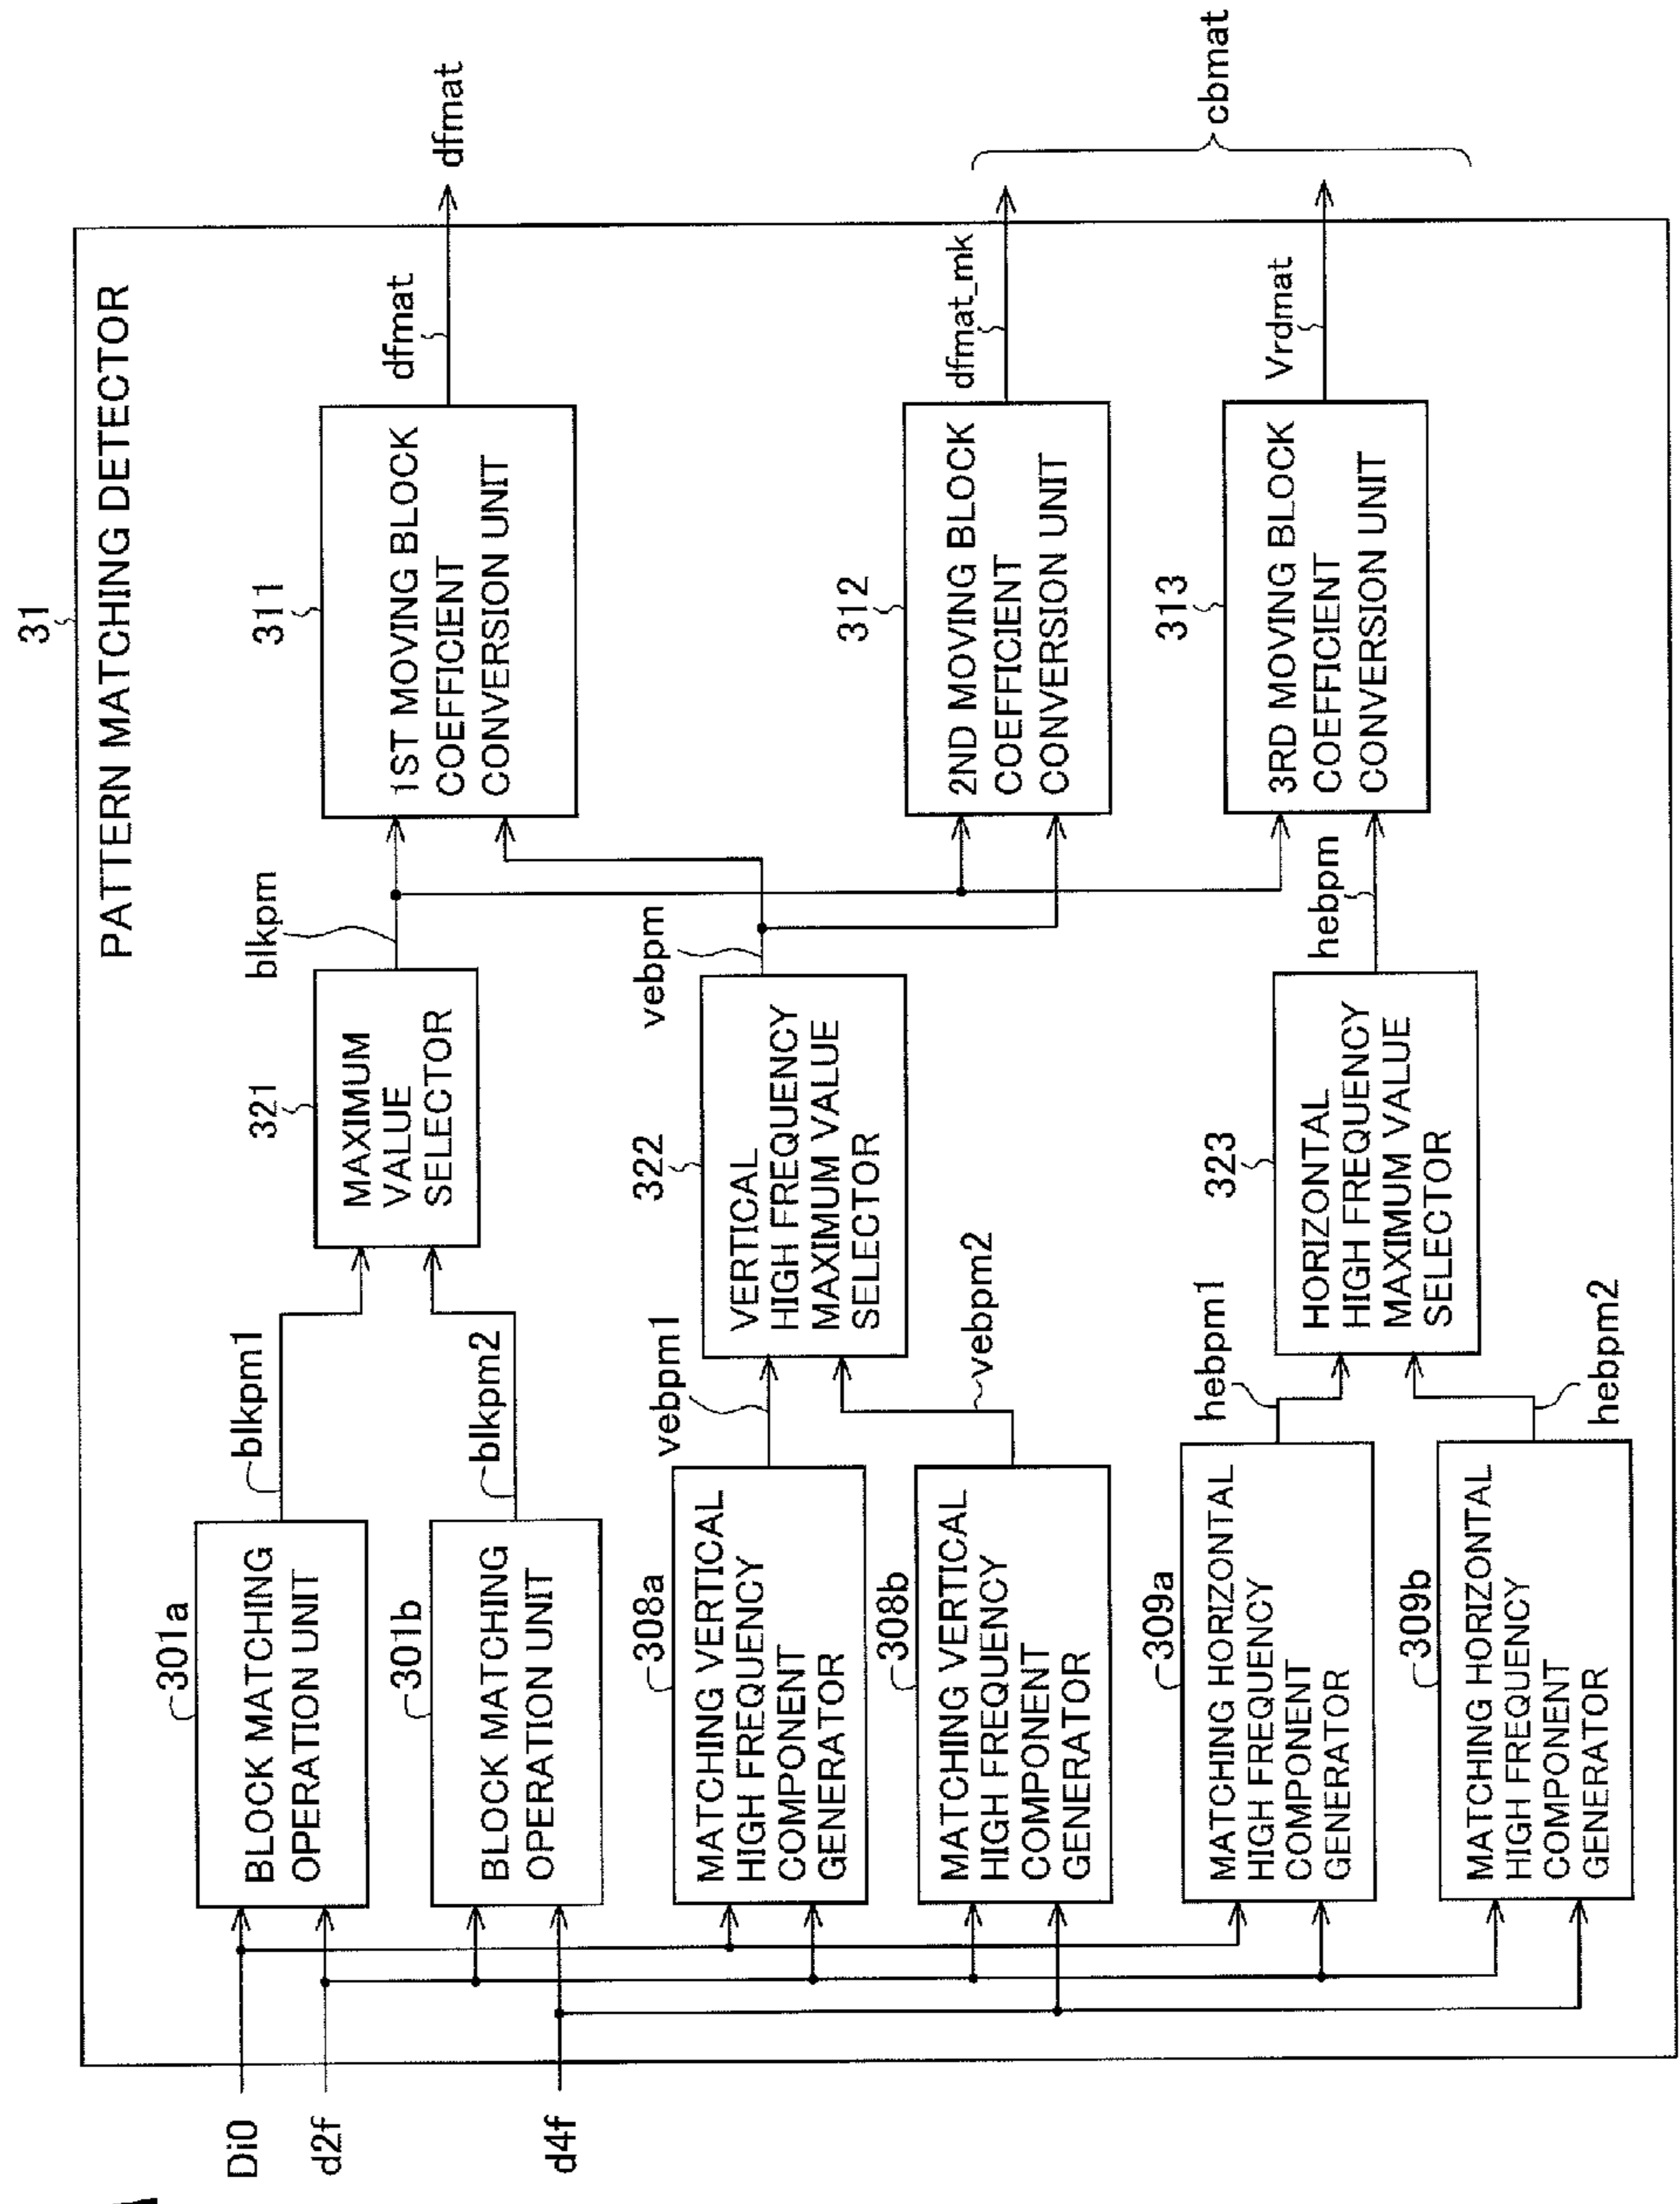 31
PATTERN MATCHING DETECTOR
Di0
d2f
d4f
301a
BLOCK MATCHING
OPERATION UNIT
blkpm1
301b
BLOCK MATCHING
OPERATION UNIT
blkpm2
321
MAXIMUM
VALUE
SELECTOR
blkpm
311
1ST MOVING BLOCK
COEFFICIENT
CONVERSION UNIT
dfmat
dfmat
308a
MATCHING VERTICAL
HIGH FREQUENCY
COMPONENT
GENERATOR
vebpm1
308b
MATCHING VERTICAL
HIGH FREQUENCY
COMPONENT
GENERATOR
vebpm2
322
VERTICAL
HIGH FREQUENCY
MAXIMUM VALUE
SELECTOR
vebpm
312
2ND MOVING BLOCK
COEFFICIENT
CONVERSION UNIT
dfmat_mk
309a
MATCHING HORIZONTAL
HIGH FREQUENCY
COMPONENT
GENERATOR
hebpm1
309b
MATCHING HORIZONTAL
HIGH FREQUENCY
COMPONENT
GENERATOR
hebpm2
323
HORIZONTAL
HIGH FREQUENCY
MAXIMUM VALUE
SELECTOR
hebpm
313
3RD MOVING BLOCK
COEFFICIENT
CONVERSION UNIT
Vrdmat
cbmat